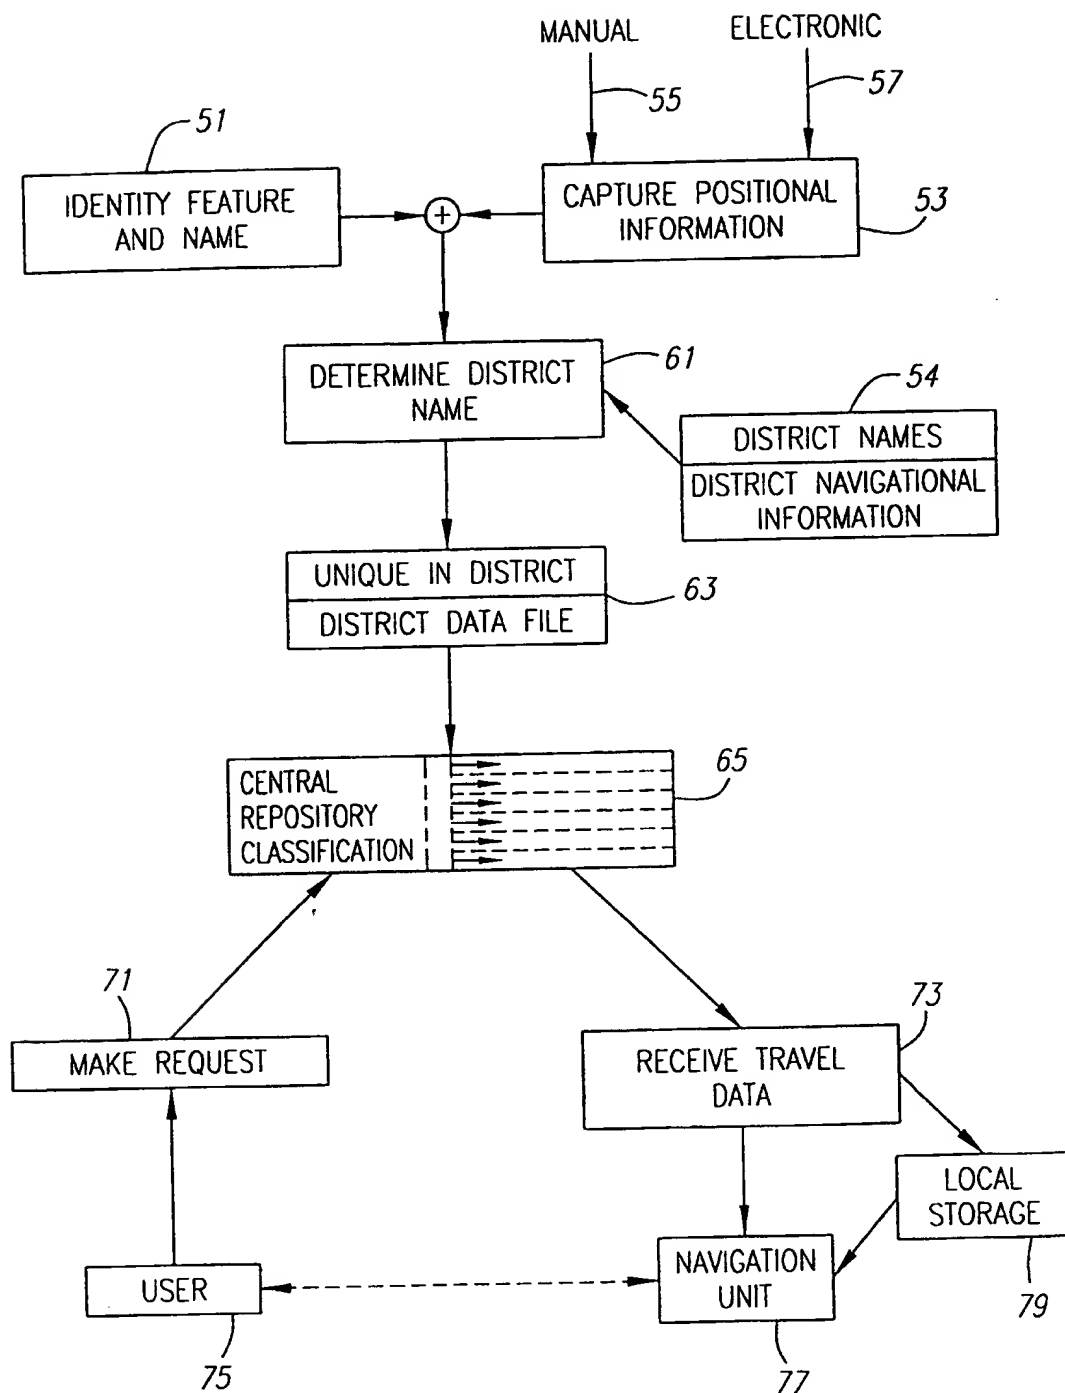 MANUAL
ELECTRONIC
55
57
51
IDENTITY FEATURE
AND NAME
+
CAPTURE POSITIONAL
INFORMATION
53
DETERMINE DISTRICT
NAME
61
54
DISTRICT NAMES
DISTRICT NAVIGATIONAL
INFORMATION
UNIQUE IN DISTRICT
DISTRICT DATA FILE
63
CENTRAL
REPOSITORY
CLASSIFICATION
65
71
MAKE REQUEST
73
RECEIVE TRAVEL
DATA
LOCAL
STORAGE
79
USER
75
NAVIGATION
UNIT
77